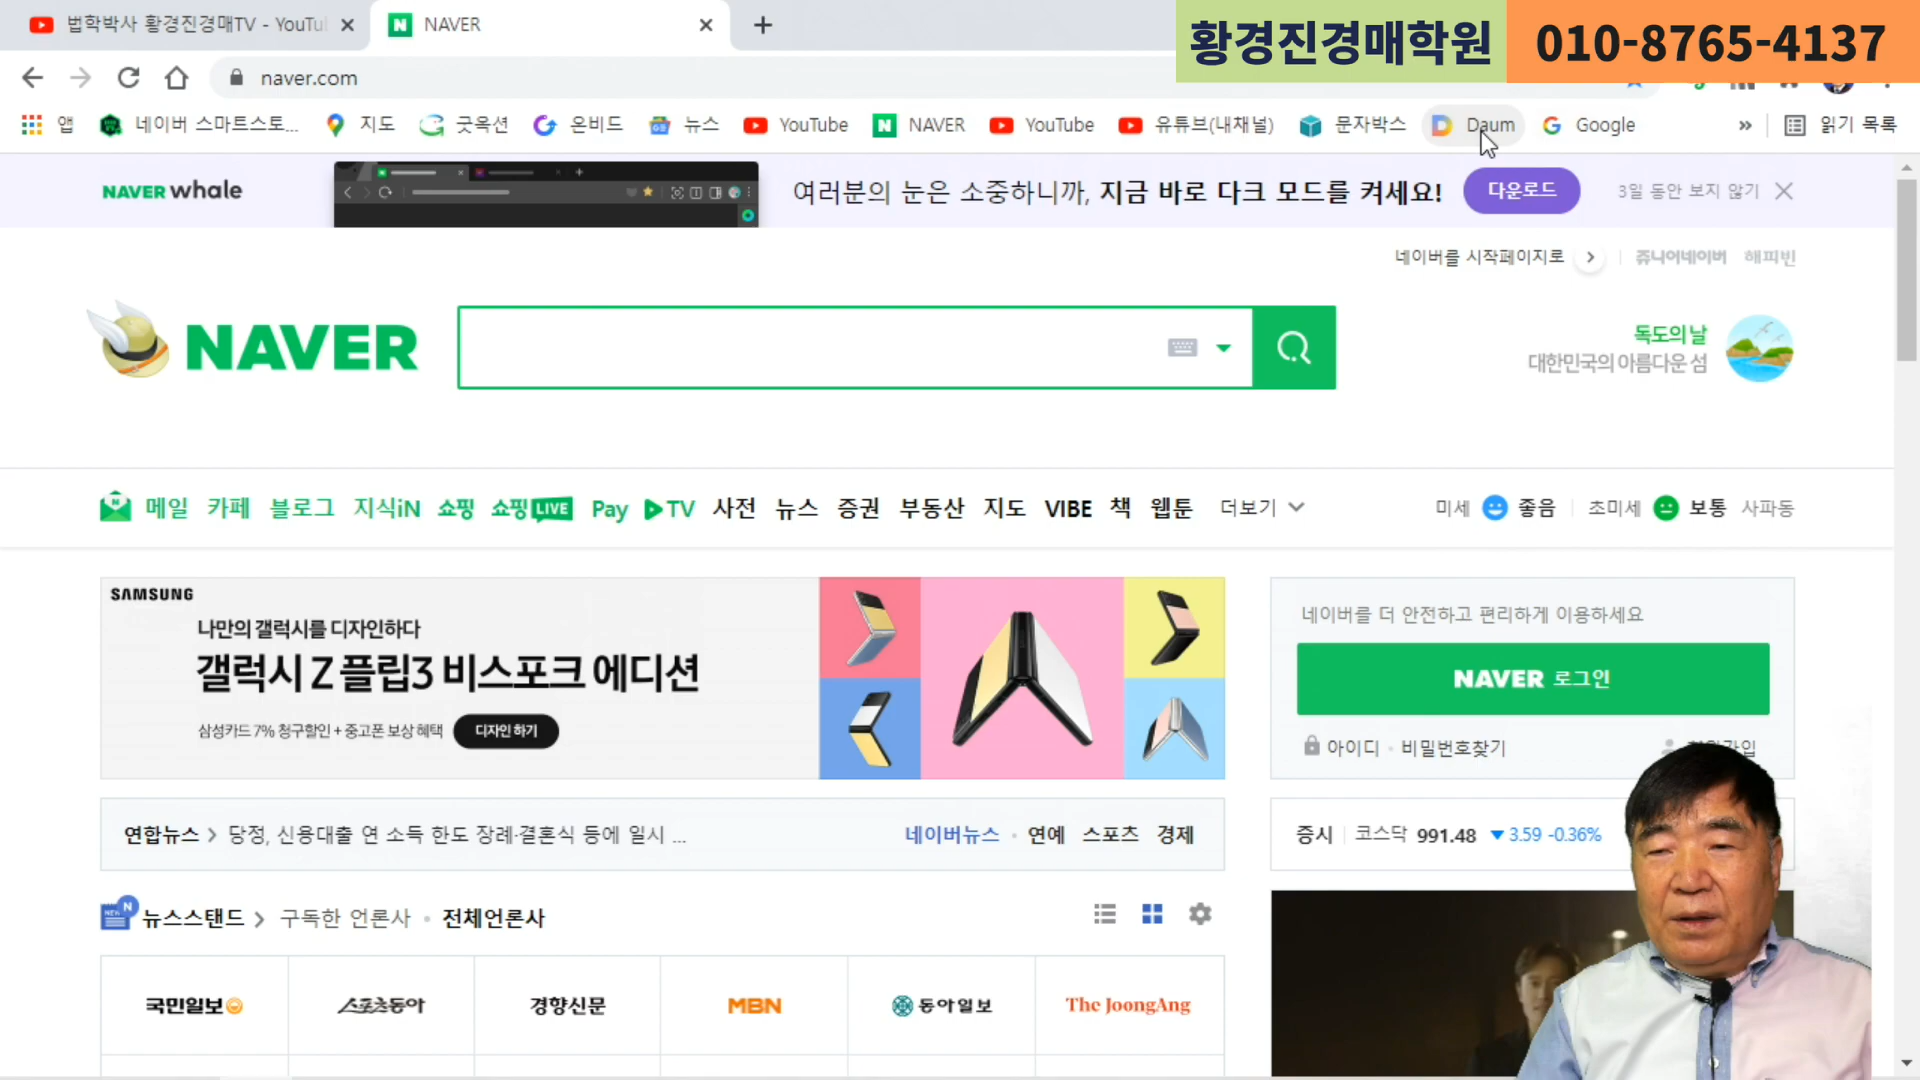 법학박사 황경진경매TV - YouTu
NAVER
황경진경매학원
010-8765-4137
naver.com
앱
네이버 스마트스토...
지도
굿옥션
온비드
뉴스
YouTube
NAVER
YouTube
유튜브(내채널)
문자박스
Daum
Google
»
읽기 목록
NAVER whale
여러분의 눈은 소중하니까, 지금 바로 다크 모드를 켜세요!
다운로드
3일 동안 보지 않기
네이버를 시작페이지로
쥬니어네이버
해피빈
NAVER
독도의 날
대한민국의 아름다운 섬
메일
카페
블로그
지식iN
쇼핑
쇼핑LIVE
Pay
TV
사전
뉴스
증권
부동산
지도
VIBE
책
웹툰
더보기
미세
좋음
초미세
보통
사파동
SAMSUNG
나만의 갤럭시를 디자인하다
갤럭시 Z 플립3 비스포크 에디션
삼성카드 7% 청구할인 + 중고폰 보상 혜택
디자인 하기
네이버를 더 안전하고 편리하게 이용하세요
NAVER 로그인
아이디 · 비밀번호찾기
연합뉴스 > 당정, 신용대출 연 소득 한도 장례·결혼식 등에 일시 ...
네이버뉴스 · 연예 스포츠 경제
증시
코스닥 991.48 ▼ 3.59 -0.36%
뉴스스탠드 > 구독한 언론사 · 전체언론사
국민일보
스포츠동아
경향신문
MBN
동아일보
The JoongAng